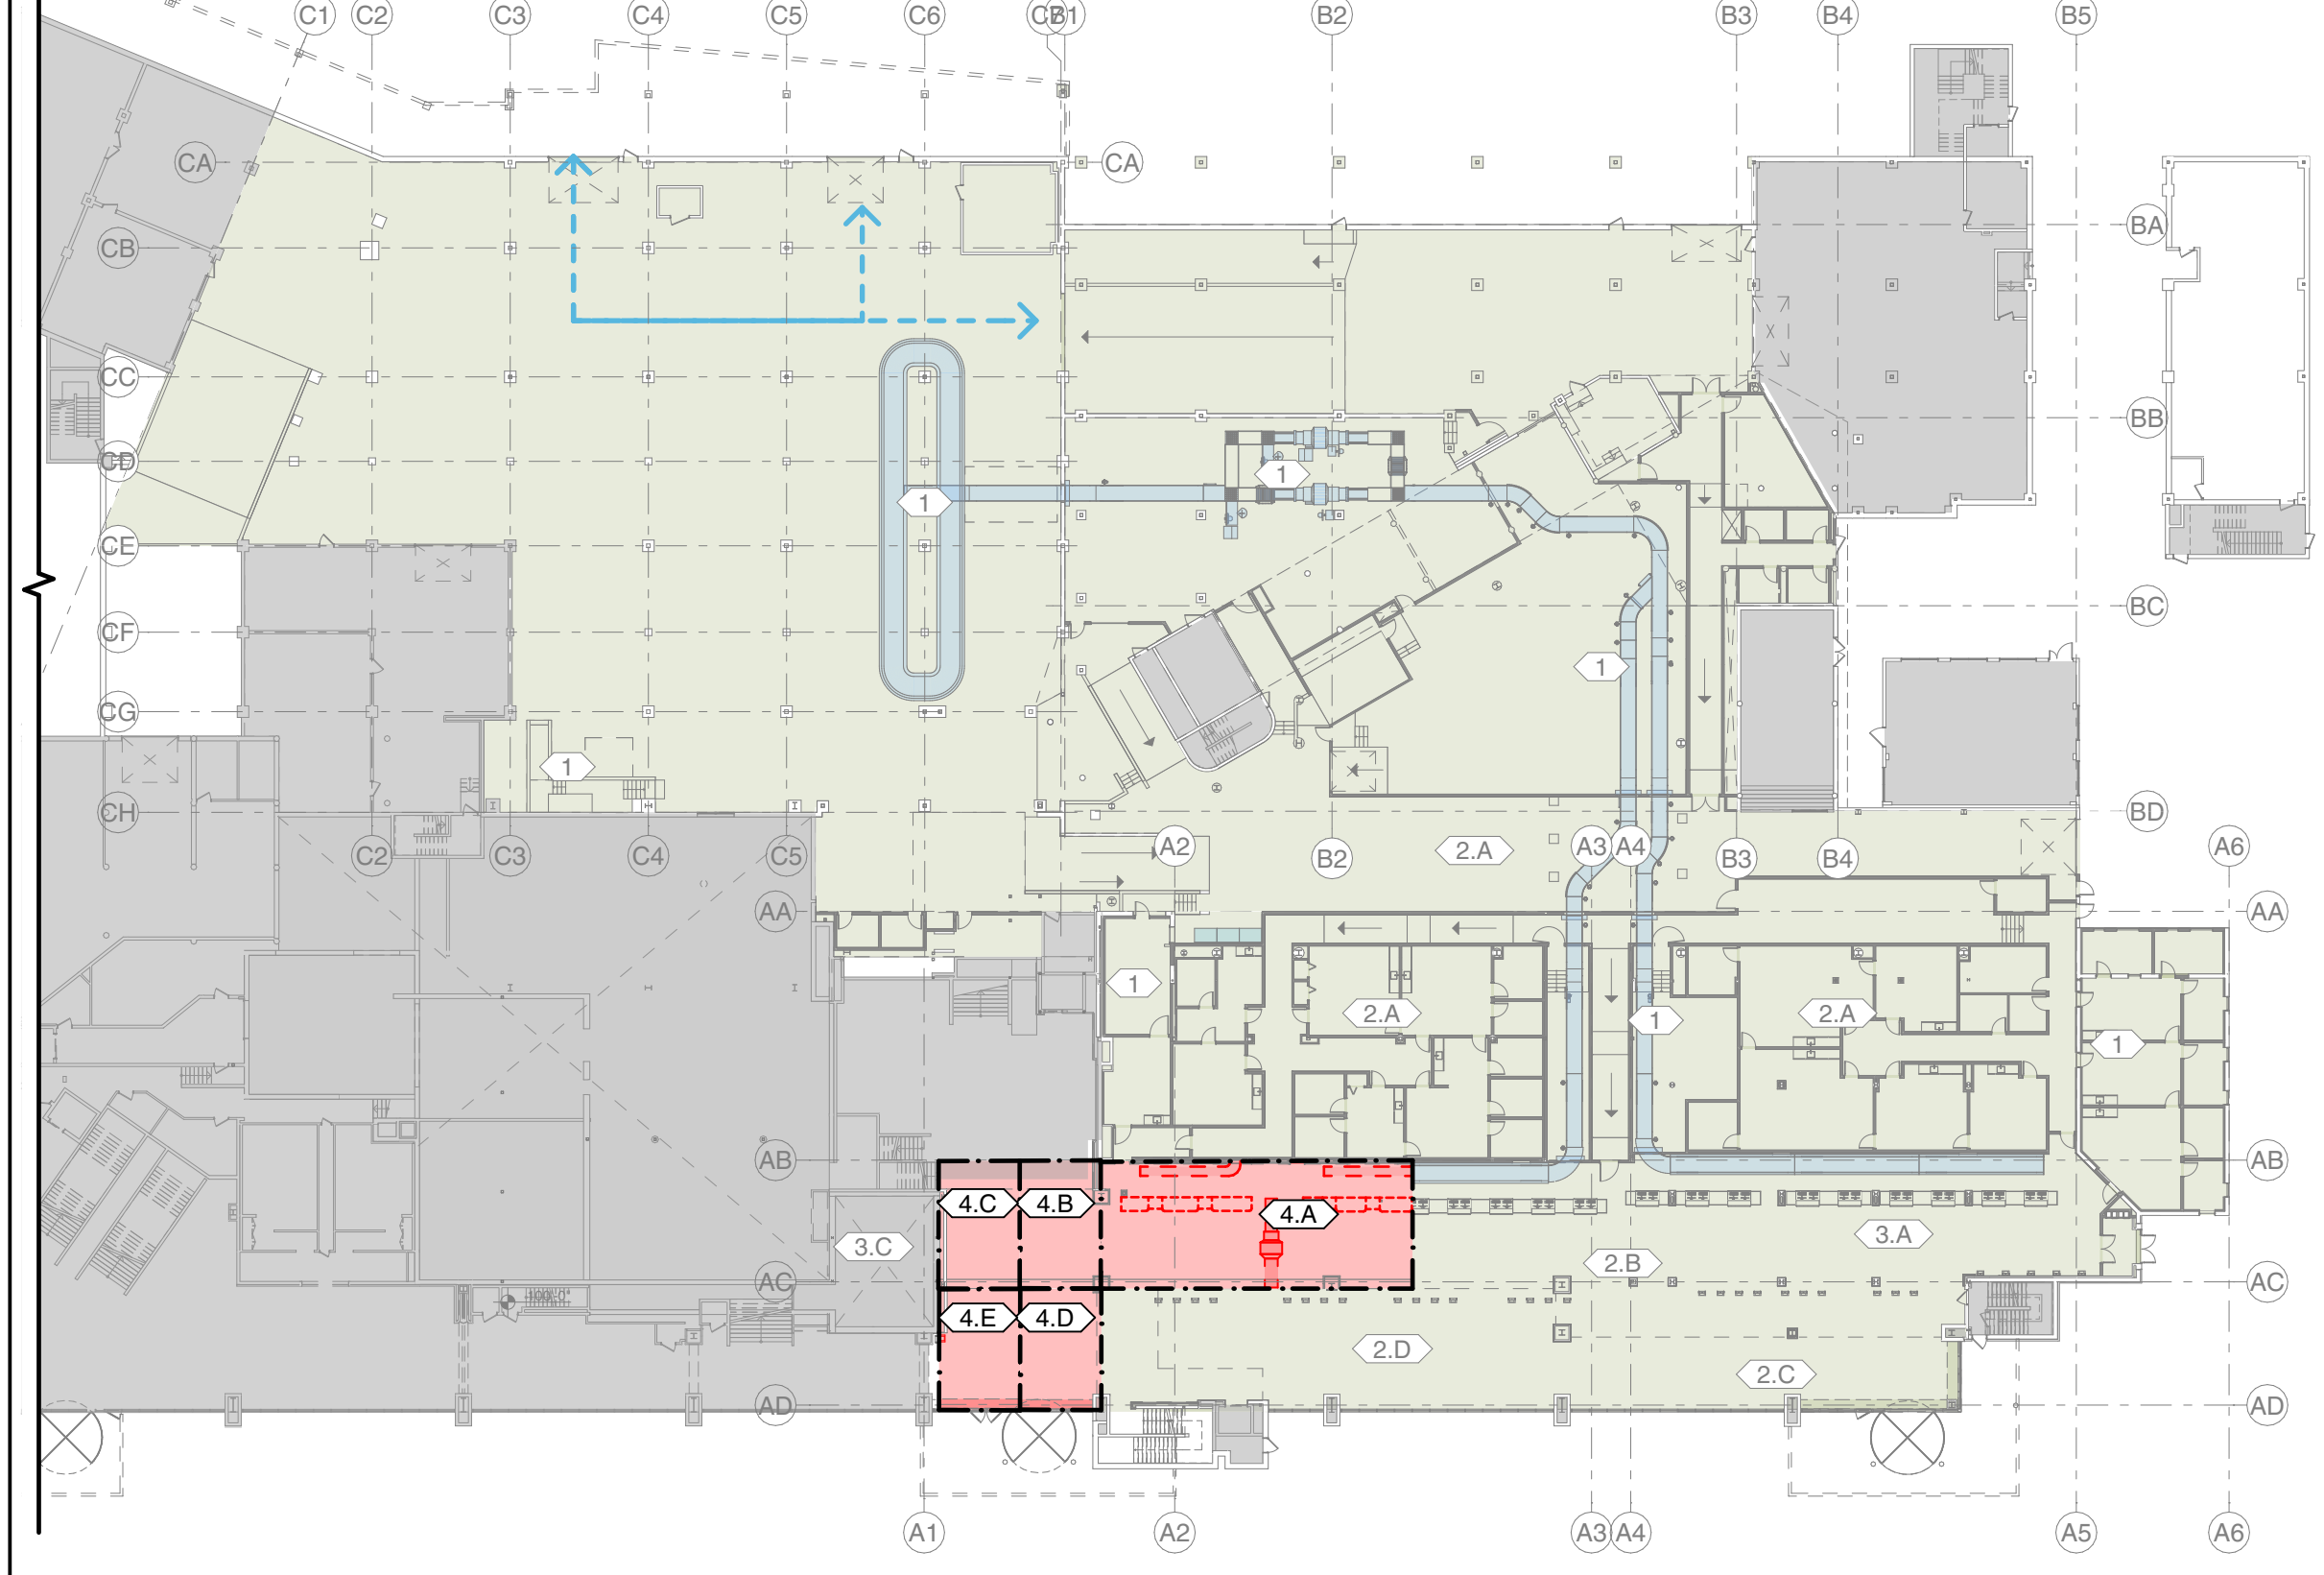 C1 C2 C3 C4 C5 C6 C7 B1 B2 B3 B4 B5
CA CA
BA
CB
CC
BB
CD
1
1
CE
CF
BC
1
CG
1
CH
BD
C2 C3 C4 C5 A2 B2 2.A A3 A4 B3 B4 A6
AA AA
1 2.A 1 2.A 1
AB AB
4.C 4.B 4.A
3.C 2.B 3.A
AC AC
100'-0"
4.E 4.D
2.D 2.C
AD AD
A1 A2 A3 A4 A5 A6